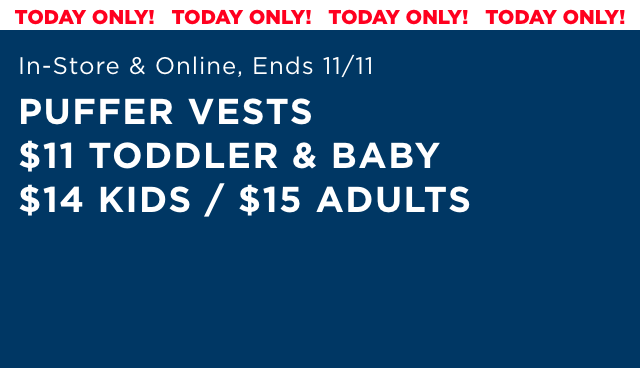 TODAY ONLY! TODAY ONLY! TODAY ONLY! TODAY ONLY!
In-Store & Online, Ends 11/11
PUFFER VESTS
$11 TODDLER & BABY
$14 KIDS / $15 ADULTS